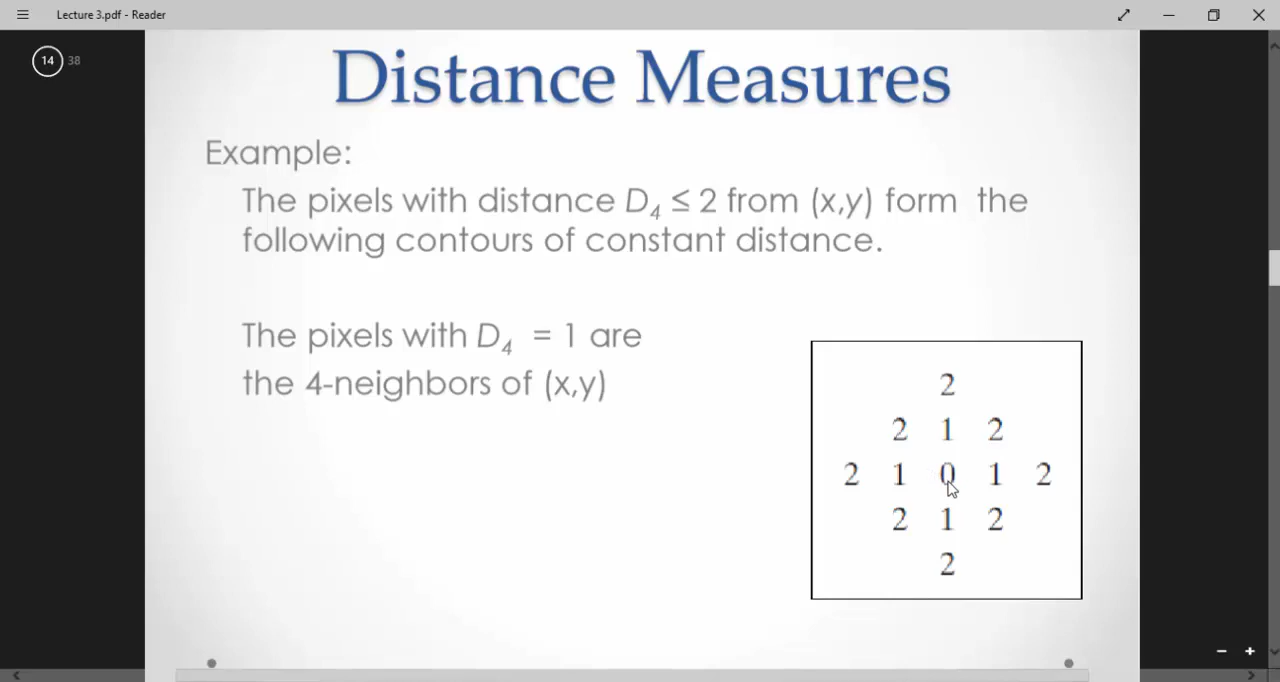 Lecture 3.pdf - Reader
14 38
Distance Measures
Example:
The pixels with distance D4 ≤ 2 from (x,y) form the
following contours of constant distance.
The pixels with D4 = 1 are
the 4-neighbors of (x,y)
2
2 1 2
2 1 0 1 2
2 1 2
2